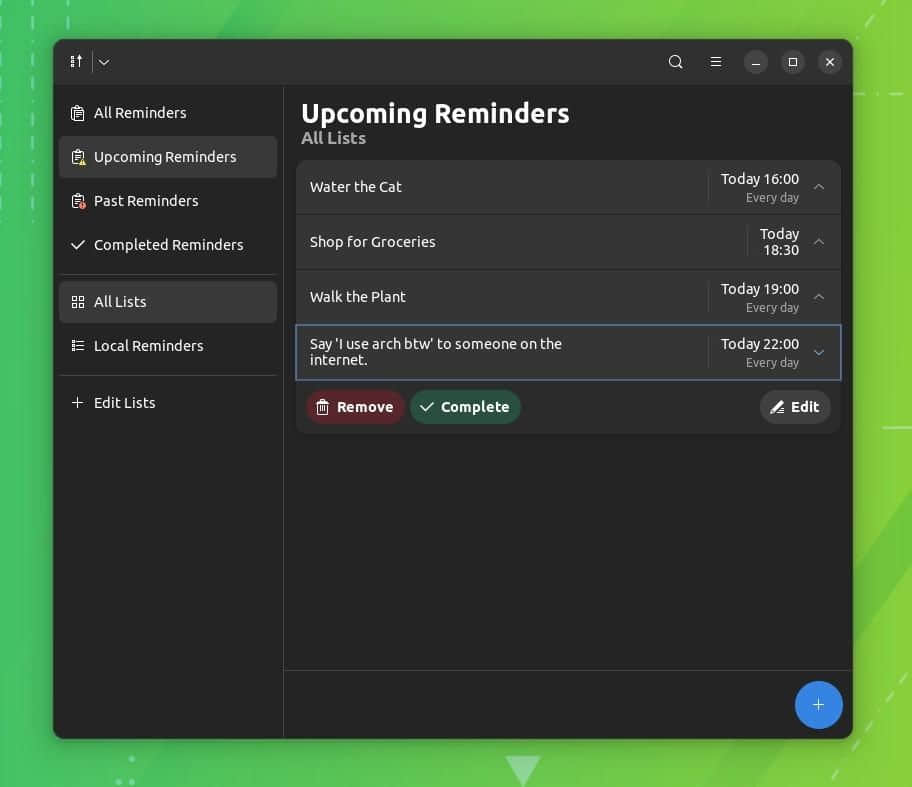 All Reminders
Upcoming Reminders
Past Reminders
Completed Reminders
All Lists
Local Reminders
Edit Lists
Upcoming Reminders
All Lists
Water the Cat
Today 16:00
Every day
Shop for Groceries
Today
18:30
Walk the Plant
Today 19:00
Every day
Say 'I use arch btw' to someone on the
internet.
Today 22:00
Every day
Remove
Complete
Edit